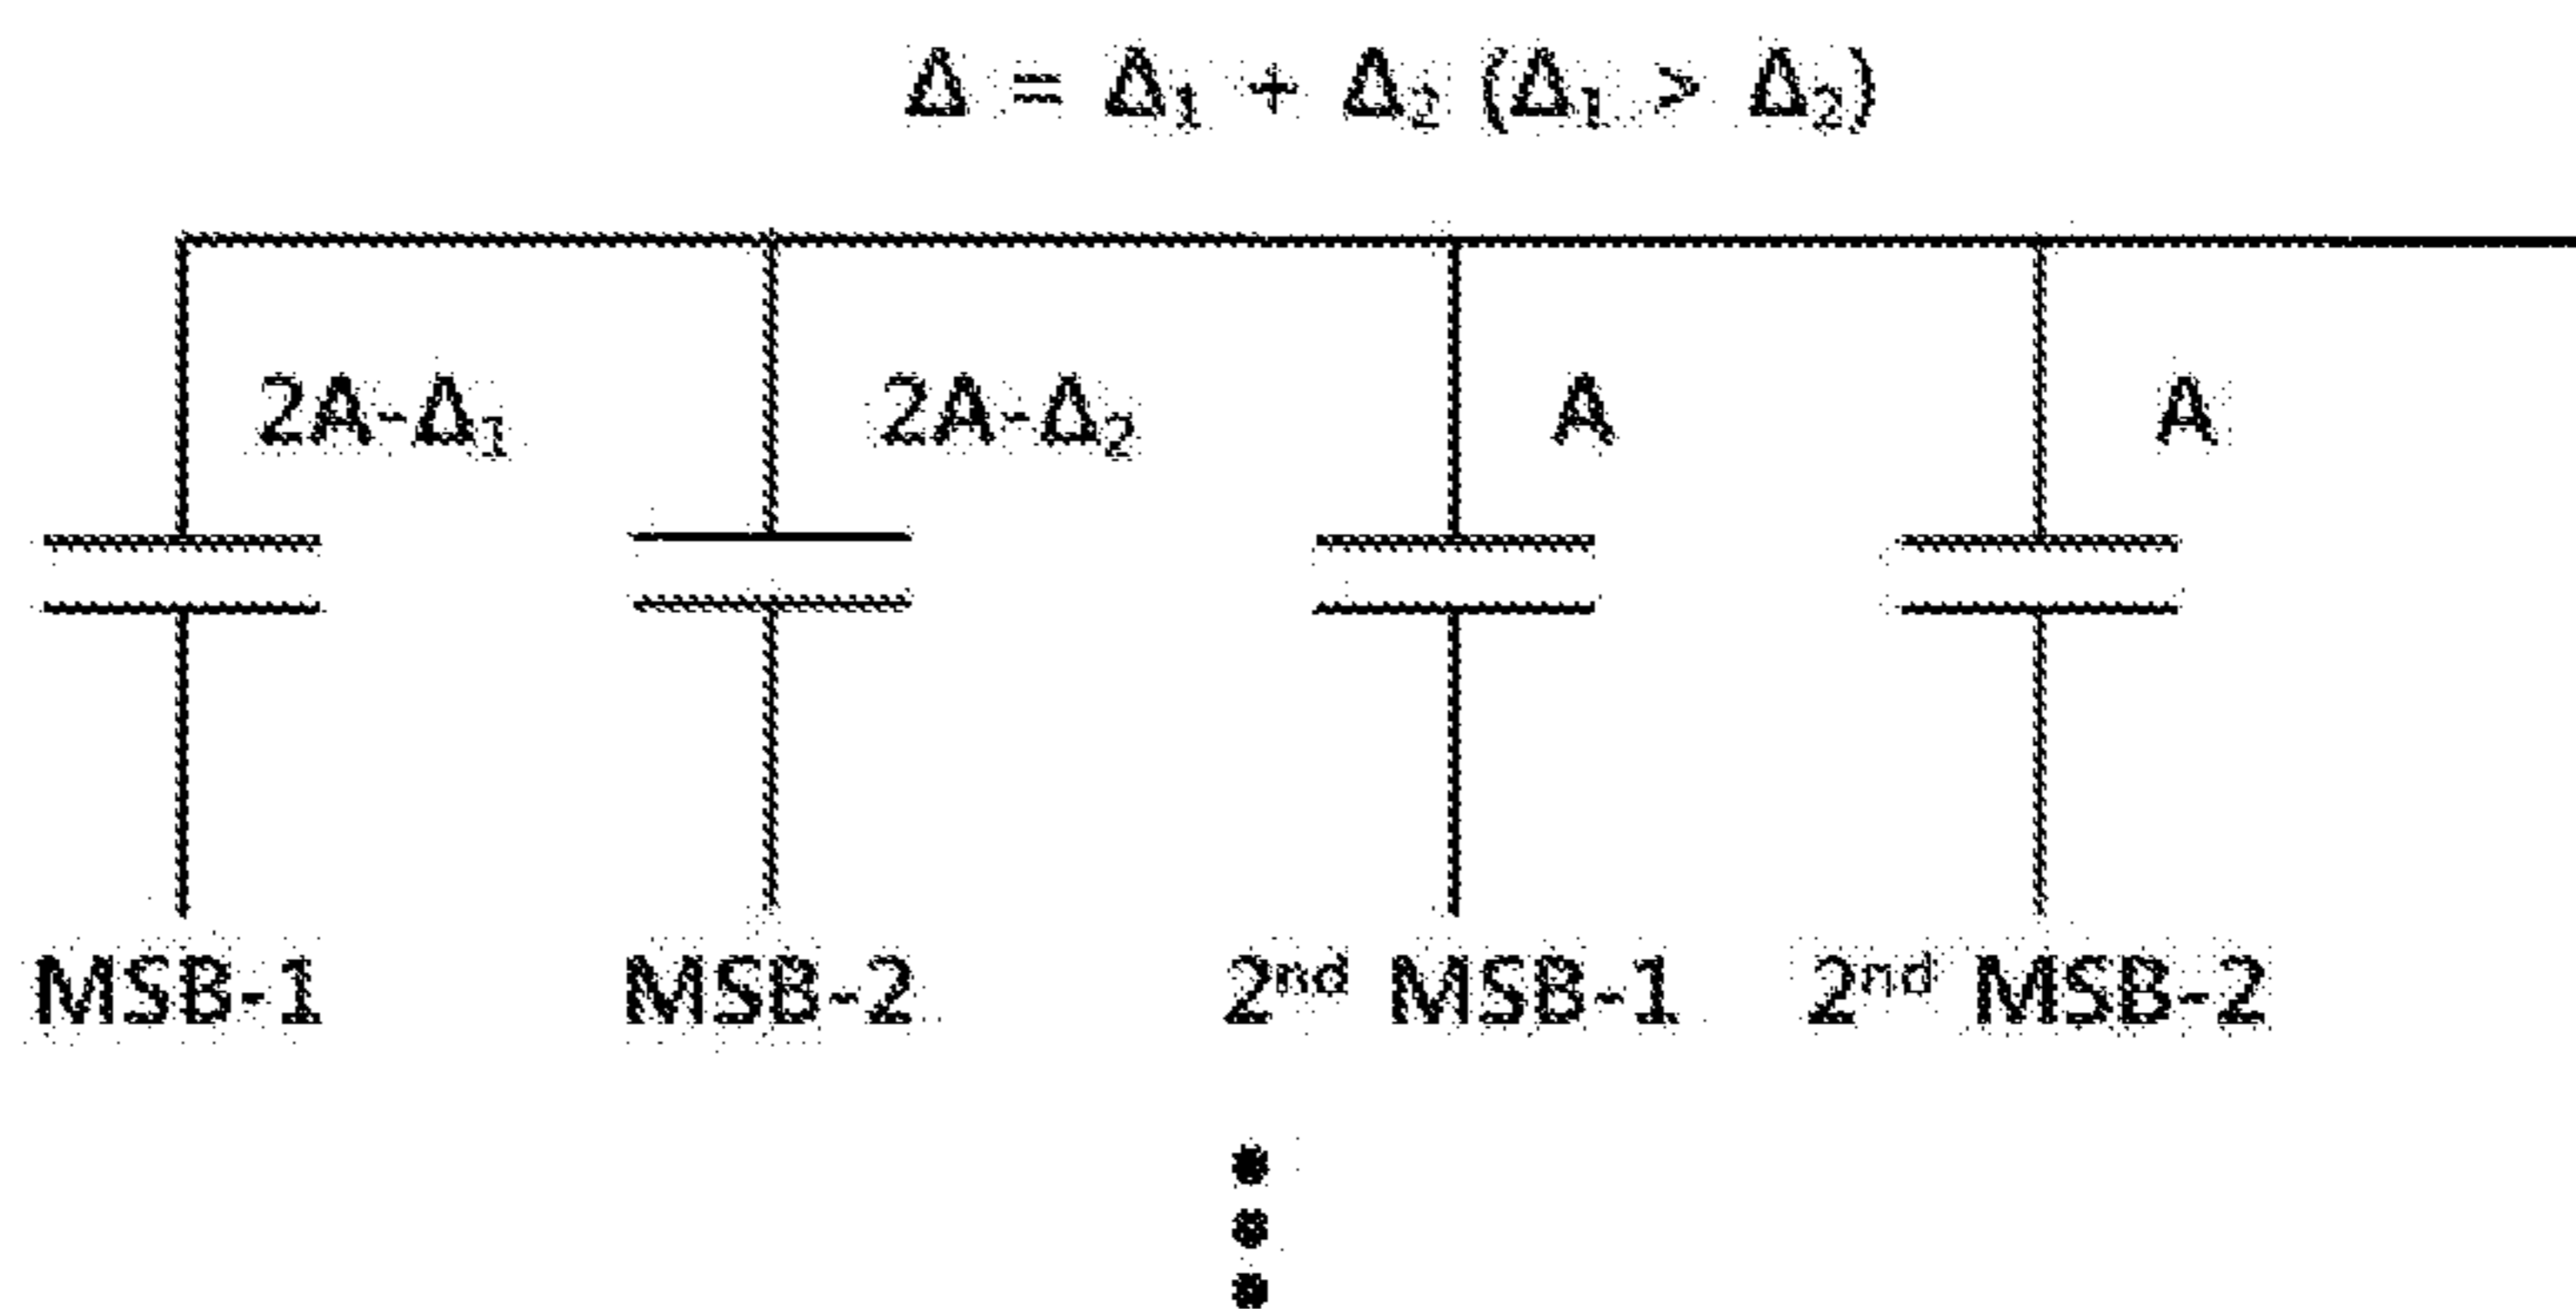 Δ = Δ₁ + Δ₂ (Δ₁ > Δ₂)
2A-Δ₁ 2A-Δ₂ A A
MSB-1 MSB-2 2ⁿᵈ MSB-1 2ⁿᵈ MSB-2